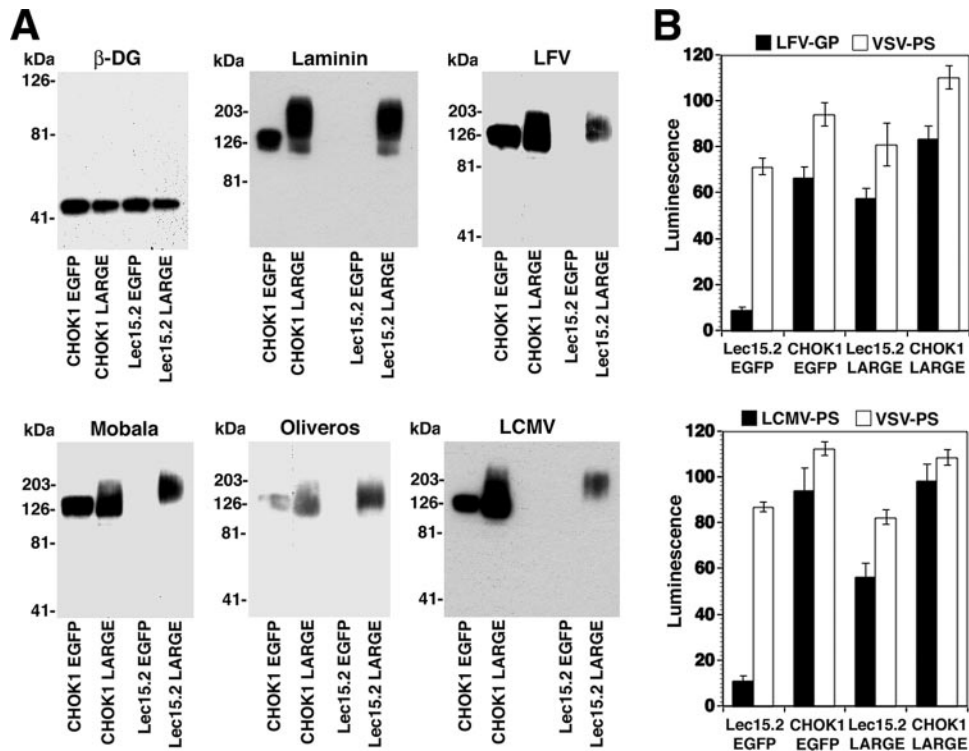 A
B
kDa
β-DG
126-
81-
41-
CHOK1 EGFP
CHOK1 LARGE
Lec15.2 EGFP
Lec15.2 LARGE
kDa
Laminin
203-
126-
81-
CHOK1 EGFP
CHOK1 LARGE
Lec15.2 EGFP
Lec15.2 LARGE
kDa
LFV
203-
126-
81-
41-
CHOK1 EGFP
CHOK1 LARGE
Lec15.2 EGFP
Lec15.2 LARGE
LFV-GP
VSV-PS
Luminescence
120
100
80
60
40
20
0
Lec15.2
EGFP
CHOK1
EGFP
Lec15.2
LARGE
CHOK1
LARGE
kDa
Mobala
203-
126-
81-
41-
CHOK1 EGFP
CHOK1 LARGE
Lec15.2 EGFP
Lec15.2 LARGE
kDa
Oliveros
203-
126-
81-
41-
CHOK1 EGFP
CHOK1 LARGE
Lec15.2 EGFP
Lec15.2 LARGE
kDa
LCMV
203-
126-
81-
41-
CHOK1 EGFP
CHOK1 LARGE
Lec15.2 EGFP
Lec15.2 LARGE
LCMV-PS
VSV-PS
Luminescence
120
100
80
60
40
20
0
Lec15.2
EGFP
CHOK1
EGFP
Lec15.2
LARGE
CHOK1
LARGE